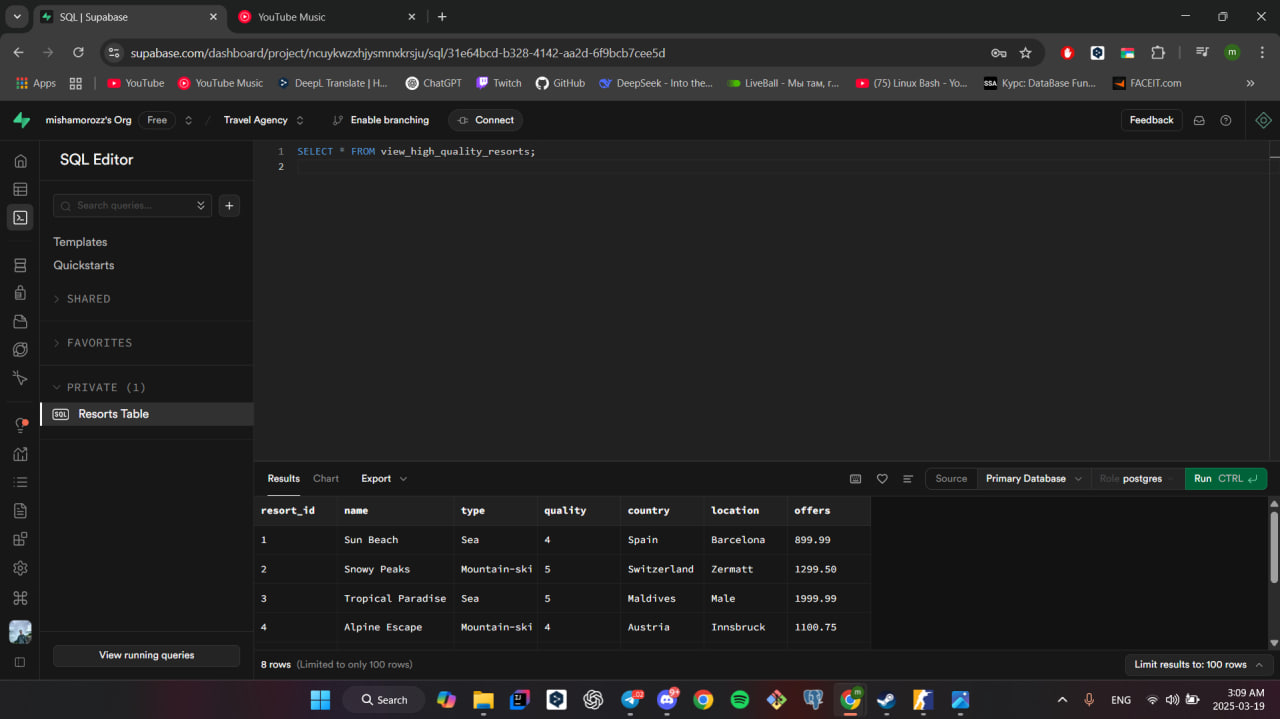 SQL | Supabase
YouTube Music
supabase.com/dashboard/project/ncuykwzxhjysmnxkrsju/sql/31e64bcd-b328-4142-aa2d-6f9bcb7cee5d
m
Apps
YouTube
YouTube Music
DeepL Translate | H...
ChatGPT
Twitch
GitHub
DeepSeek - Into the...
LiveBall - Мы там, г...
(75) Linux Bash - Yo...
SSA Курс: DataBase Fun...
FACEIT.com
mishamorozz's Org Free / Travel Agency Enable branching Connect Feedback
SQL Editor
Search queries...
Templates
Quickstarts
SHARED
FAVORITES
PRIVATE (1)
SQL Resorts Table
View running queries
1 SELECT * FROM view_high_quality_resorts;
2
Results Chart Export Source Primary Database Role postgres Run CTRL
resort_id name type quality country location offers
1 Sun Beach Sea 4 Spain Barcelona 899.99
2 Snowy Peaks Mountain-ski 5 Switzerland Zermatt 1299.50
3 Tropical Paradise Sea 5 Maldives Male 1999.99
4 Alpine Escape Mountain-ski 4 Austria Innsbruck 1100.75
8 rows (Limited to only 100 rows) Limit results to: 100 rows
Search
ENG
3:09 AM
2025-03-19